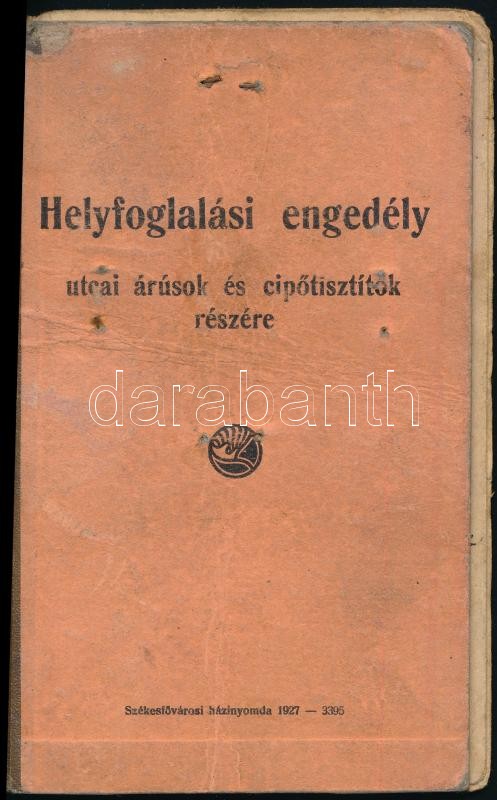 Helyfoglalási engedély
utcai árúsok és cipőtisztítók
részére
darabanth
Székesfővárosi házinyomda 1927 — 3395